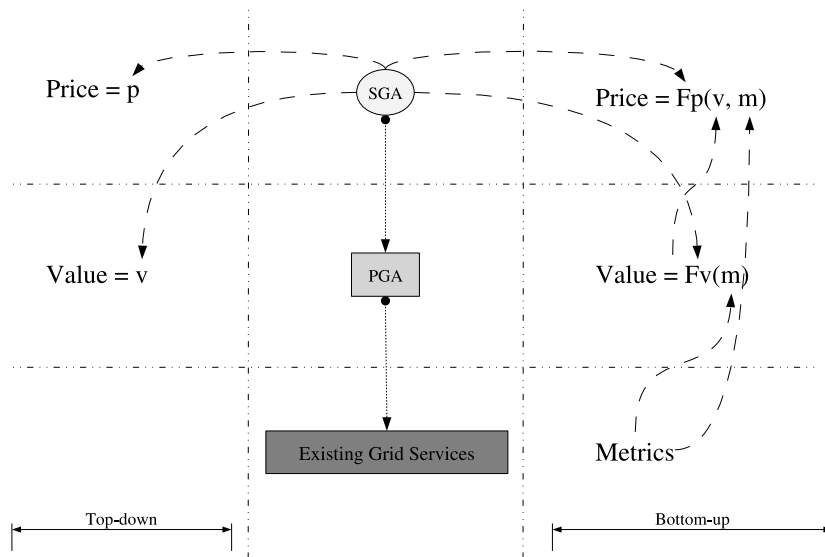 Price = p
SGA
Price = Fp(v, m)
Value = v
PGA
Value = Fv(m)
Existing Grid Services
Metrics
Top-down
Bottom-up